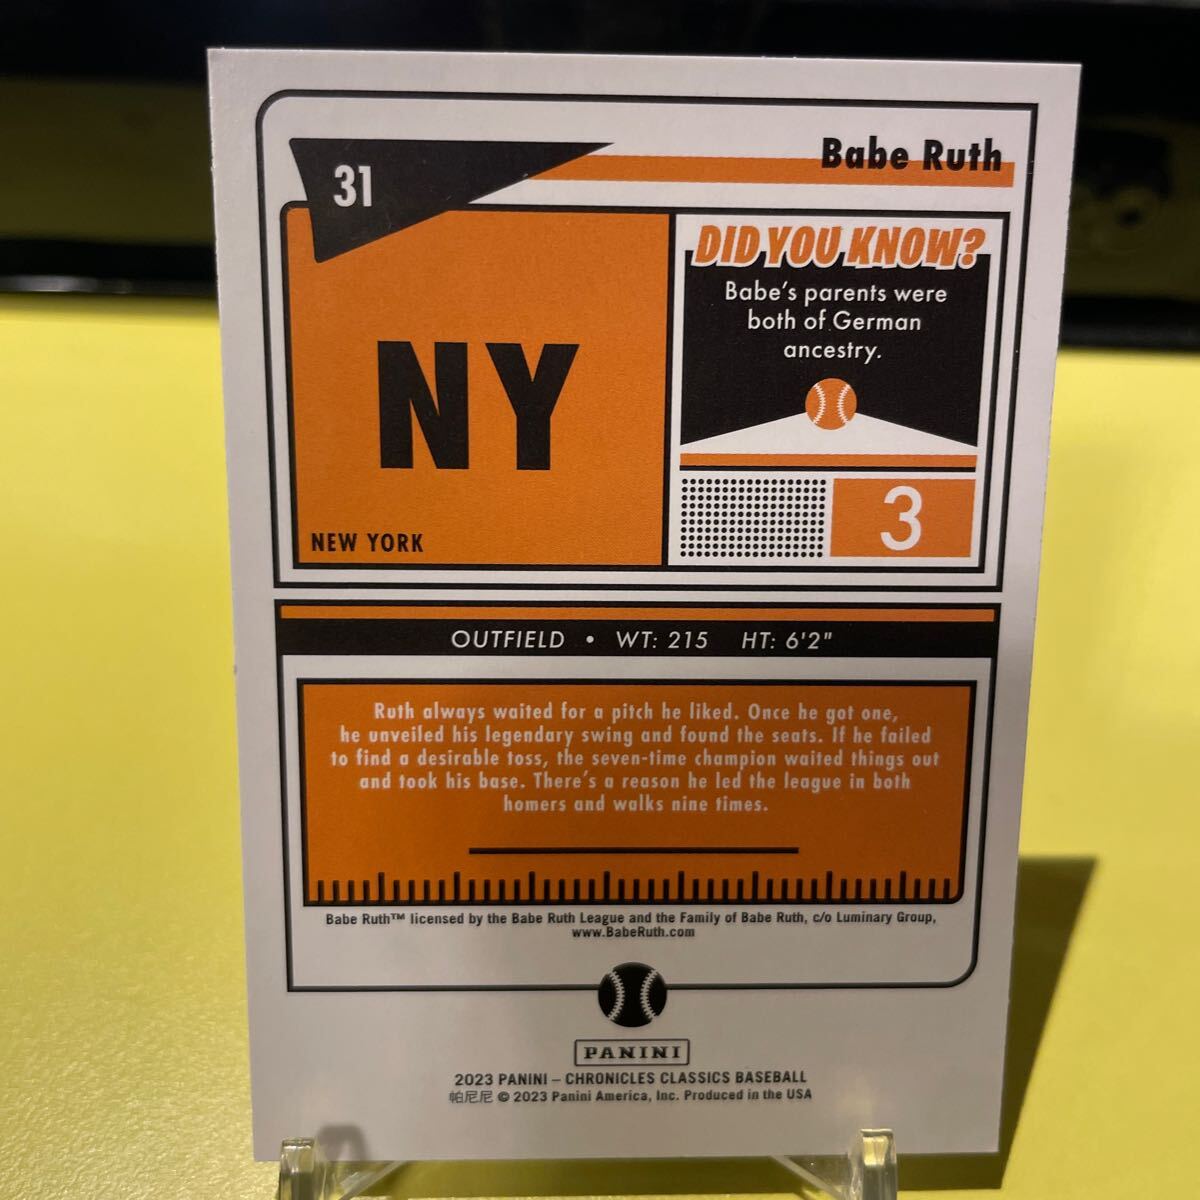 31
Babe Ruth
NY
NEW YORK
DID YOU KNOW?
Babe's parents were
both of German
ancestry.
3
OUTFIELD • WT: 215 HT: 6'2"
Ruth always waited for a pitch he liked. Once he got one,
he unveiled his legendary swing and found the seats. If he failed
to find a desirable toss, the seven-time champion waited things out
and took his base. There's a reason he led the league in both
homers and walks nine times.
Babe Ruth™ licensed by the Babe Ruth League and the Family of Babe Ruth, c/o Luminary Group,
www.BabeRuth.com
PANINI
2023 PANINI – CHRONICLES CLASSICS BASEBALL
帕尼尼 © 2023 Panini America, Inc. Produced in the USA